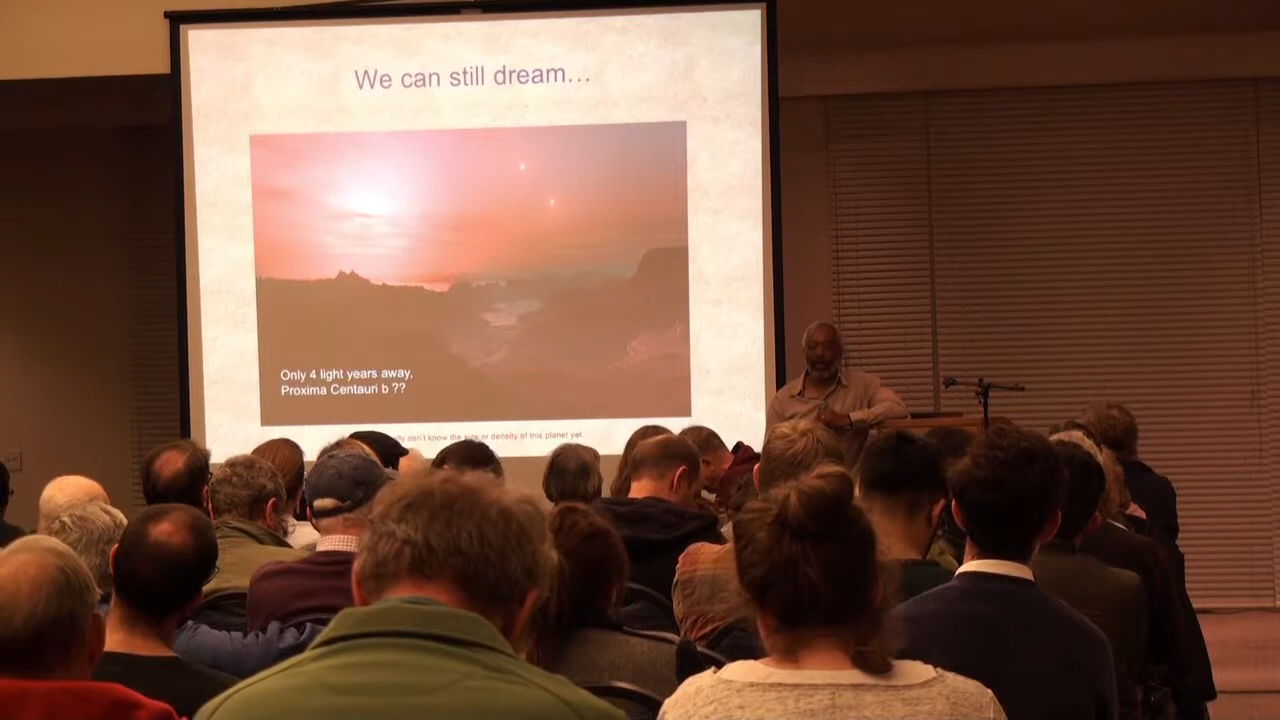 We can still dream…
Only 4 light years away,
Proxima Centauri b ??
don't know the size or density of this planet yet.